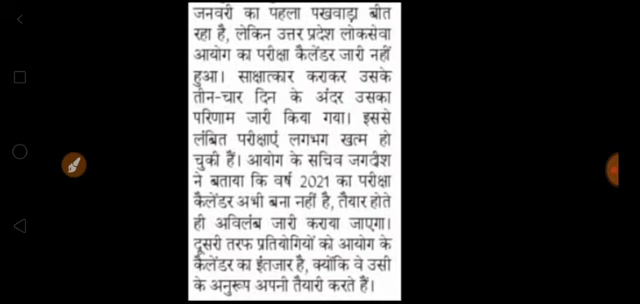 जनवरी का पहला पखवाड़ा बीत
रहा है, लेकिन उत्तर प्रदेश लोकसेवा
आयोग का परीक्षा कैलेंडर जारी नहीं
हुआ। साक्षात्कार कराकर उसके
तीन-चार दिन के अंदर उसका
परिणाम जारी किया गया। इससे
लंबित परीक्षाएं लगभग खत्म हो
चुकी हैं। आयोग के सचिव जगदीश
ने बताया कि वर्ष 2021 का परीक्षा
कैलेंडर अभी बना नहीं है, तैयार होते
ही अविलंब जारी कराया जाएगा।
दूसरी तरफ प्रतियोगियों को आयोग के
कैलेंडर का इंतजार है, क्योंकि वे उसी
के अनुरूप अपनी तैयारी करते हैं।